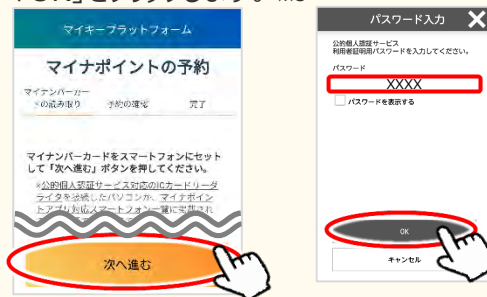 マイキープラットフォーム
マイナポイントの予約
マイナンバーカー
ドの読み取り
予約の確認
完了
マイナンバーカードをスマートフォンにセット
して「次へ進む」ボタンを押してください。
※公的個人認証サービス対応のICカードリーダ
ライタを接続したパソコンか、マイナポイン
トアプリ対応スマートフォン一覧に
次へ進む
パスワード入力
公的個人認証サービス
利用者証明用パスワードを入力してください。
パスワード
XXXX
パスワードを表示する
OK
キャンセル